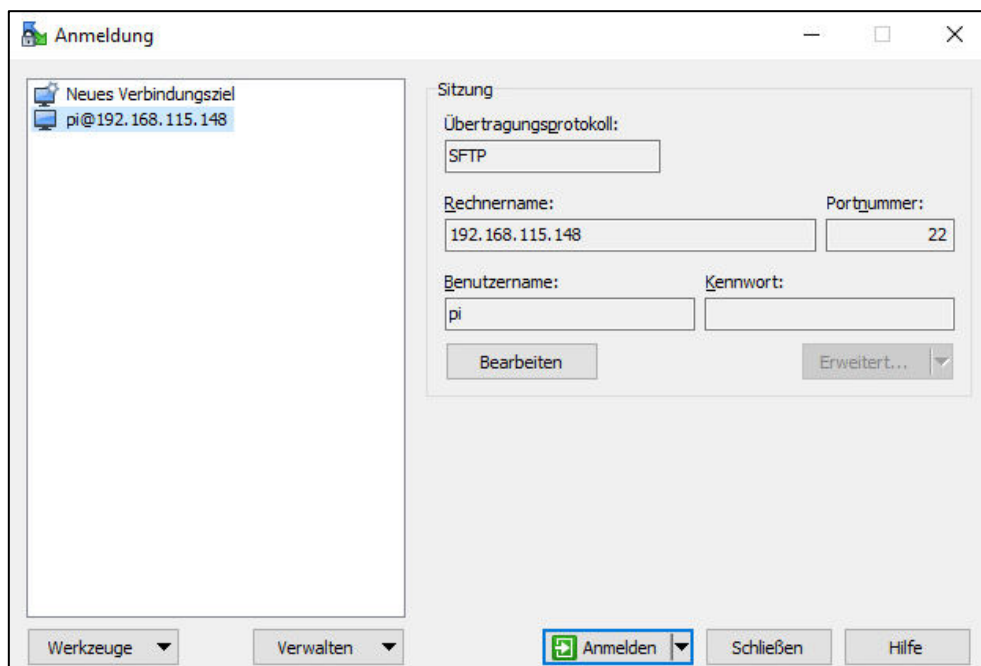 Anmeldung
Neues Verbindungsziel
pi@192.168.115.148
Sitzung
Übertragungsprotokoll:
SFTP
Rechnername:
Portnummer:
192.168.115.148
22
Benutzername:
Kennwort:
pi
Bearbeiten
Erweitert...
Werkzeuge
Verwalten
Anmelden
Schließen
Hilfe